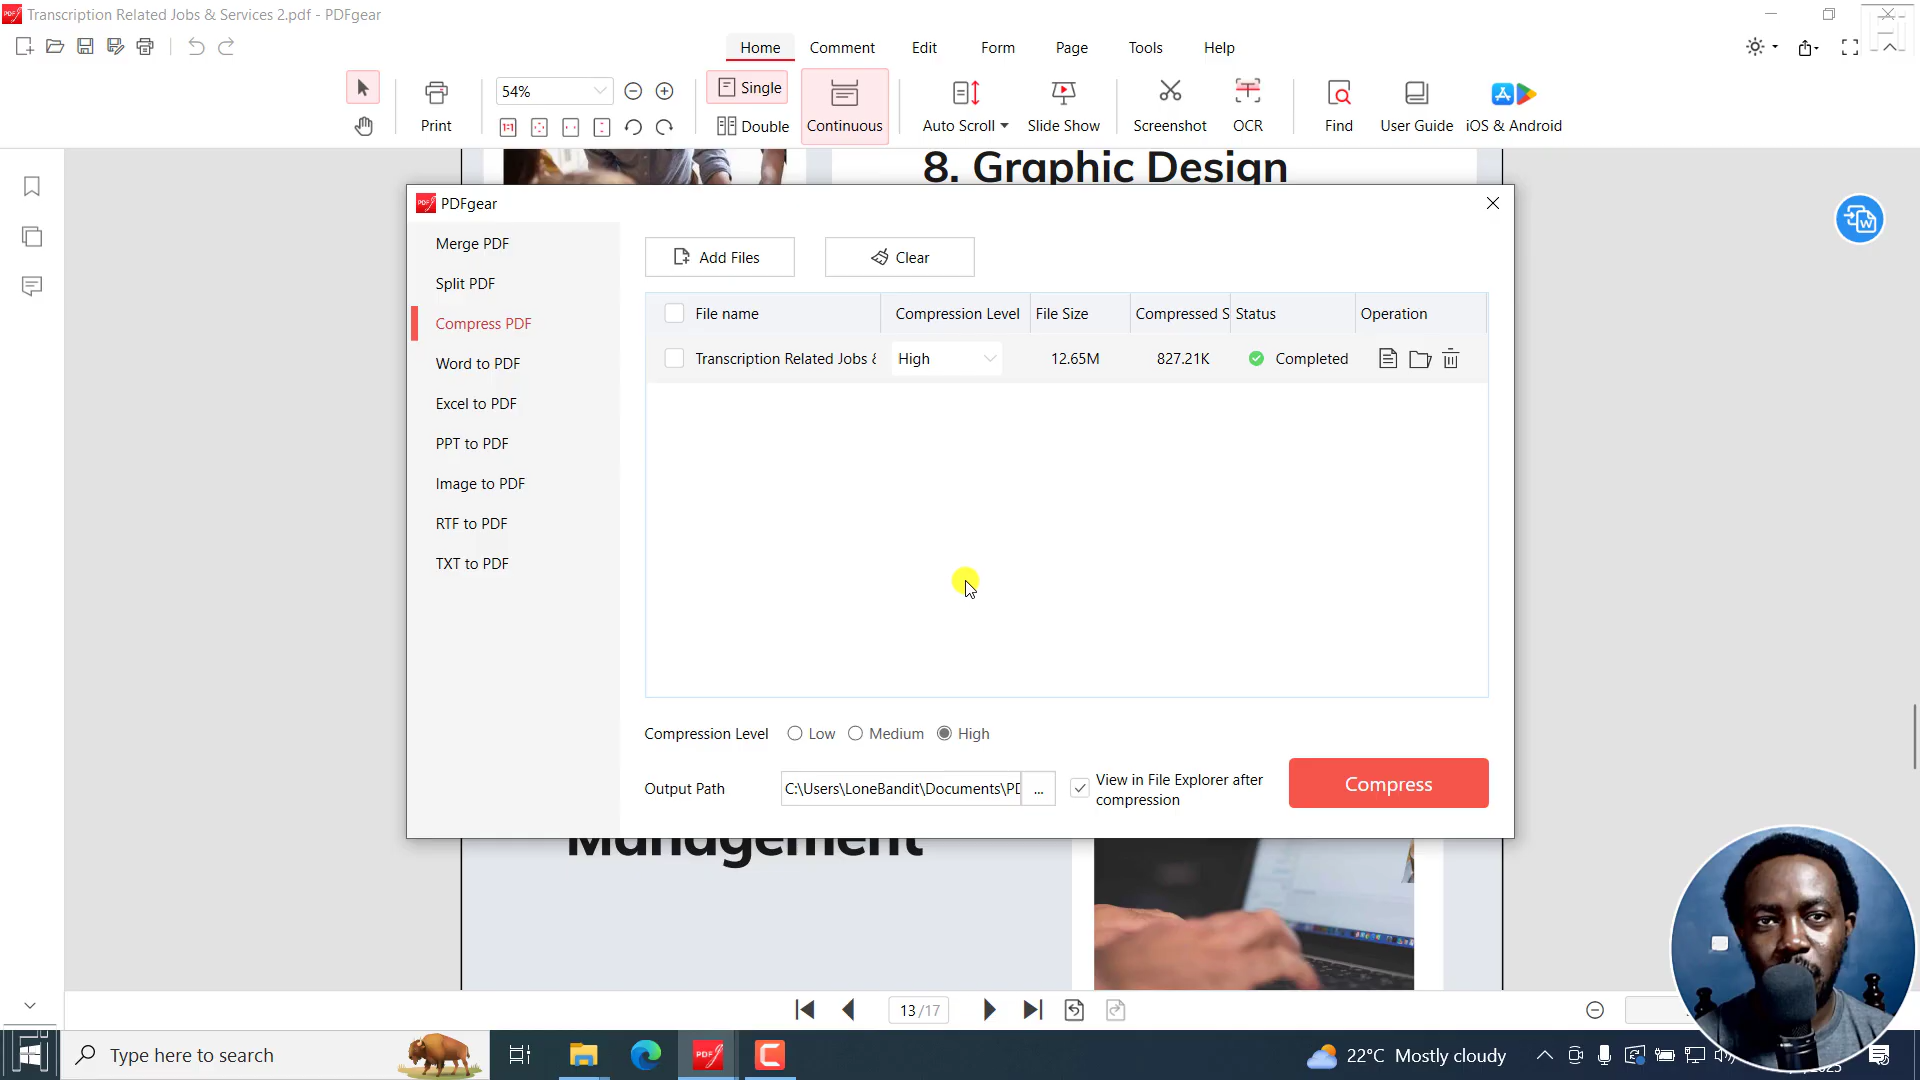 Transcription Related Jobs & Services 2.pdf - PDFgear
Home Comment Edit Form Page Tools Help
54%
Single
Double
Print
Continuous
Auto Scroll
Slide Show
Screenshot
OCR
Find
User Guide
iOS & Android
8. Graphic Design
PDFgear
Merge PDF
Split PDF
Compress PDF
Word to PDF
Excel to PDF
PPT to PDF
Image to PDF
RTF to PDF
TXT to PDF
Add Files Clear
File name Compression Level File Size Compressed S Status Operation
Transcription Related Jobs & High 12.65M 827.21K Completed
Compression Level Low Medium High
Output Path C:\Users\LoneBandit\Documents\PD ...
View in File Explorer after
compression
Compress
Management
13 /17
Type here to search
22°C Mostly cloudy